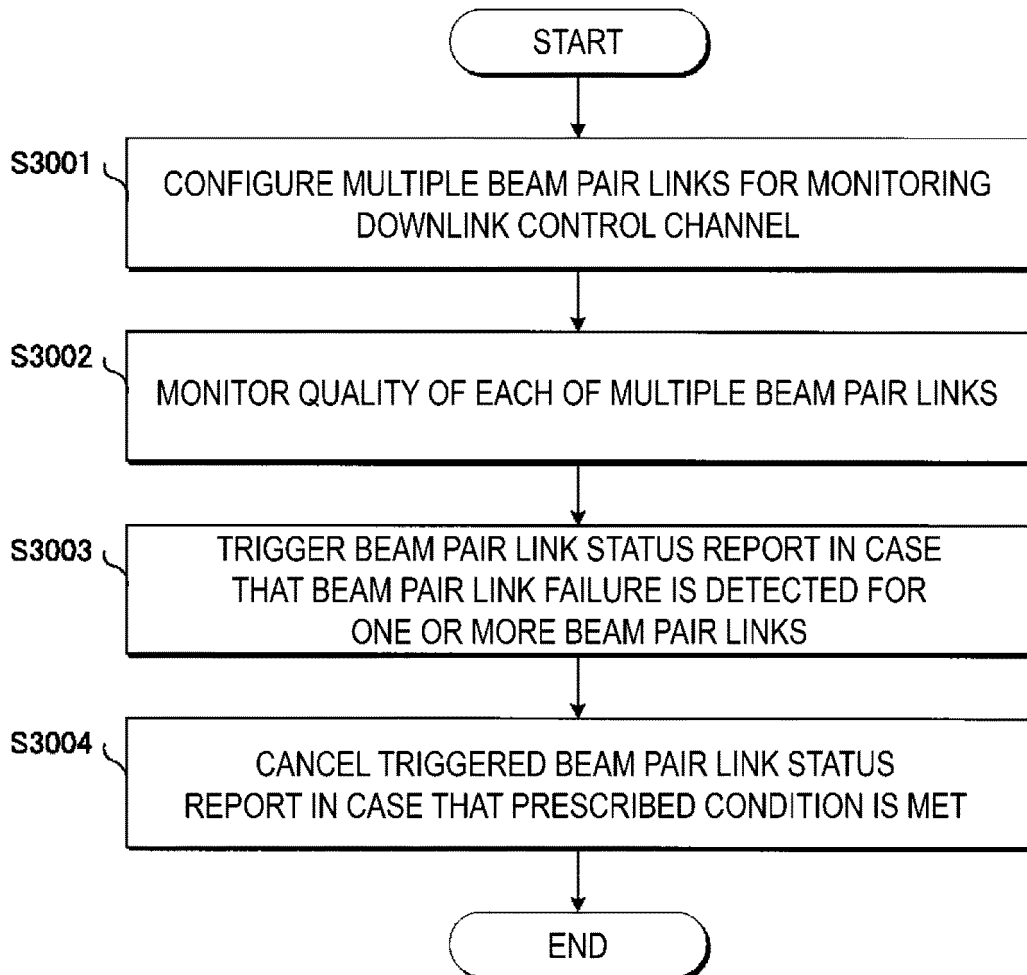 START
S3001
CONFIGURE MULTIPLE BEAM PAIR LINKS FOR MONITORING
DOWNLINK CONTROL CHANNEL
S3002
MONITOR QUALITY OF EACH OF MULTIPLE BEAM PAIR LINKS
S3003
TRIGGER BEAM PAIR LINK STATUS REPORT IN CASE
THAT BEAM PAIR LINK FAILURE IS DETECTED FOR
ONE OR MORE BEAM PAIR LINKS
S3004
CANCEL TRIGGERED BEAM PAIR LINK STATUS
REPORT IN CASE THAT PRESCRIBED CONDITION IS MET
END